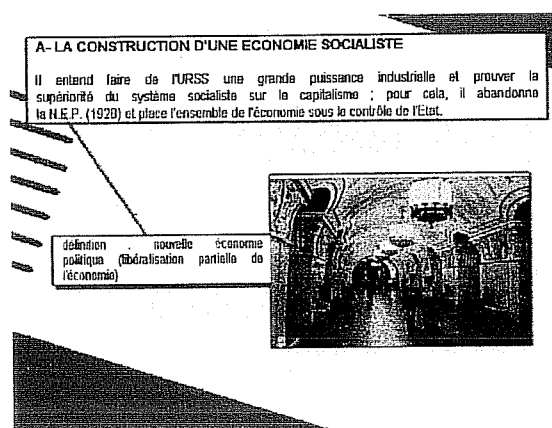 A- LA CONSTRUCTION D'UNE ECONOMIE SOCIALISTE
Il entend faire de l'URSS une grande puissance industrielle et prouver la
supériorité du système socialiste sur le capitalisme ; pour cela, il abandonne
la N.E.P. (1928) et place l'ensemble de l'économie sous le contrôle de l'Etat.
définition : nouvelle économie
politique (libéralisation partielle de
l'économie)